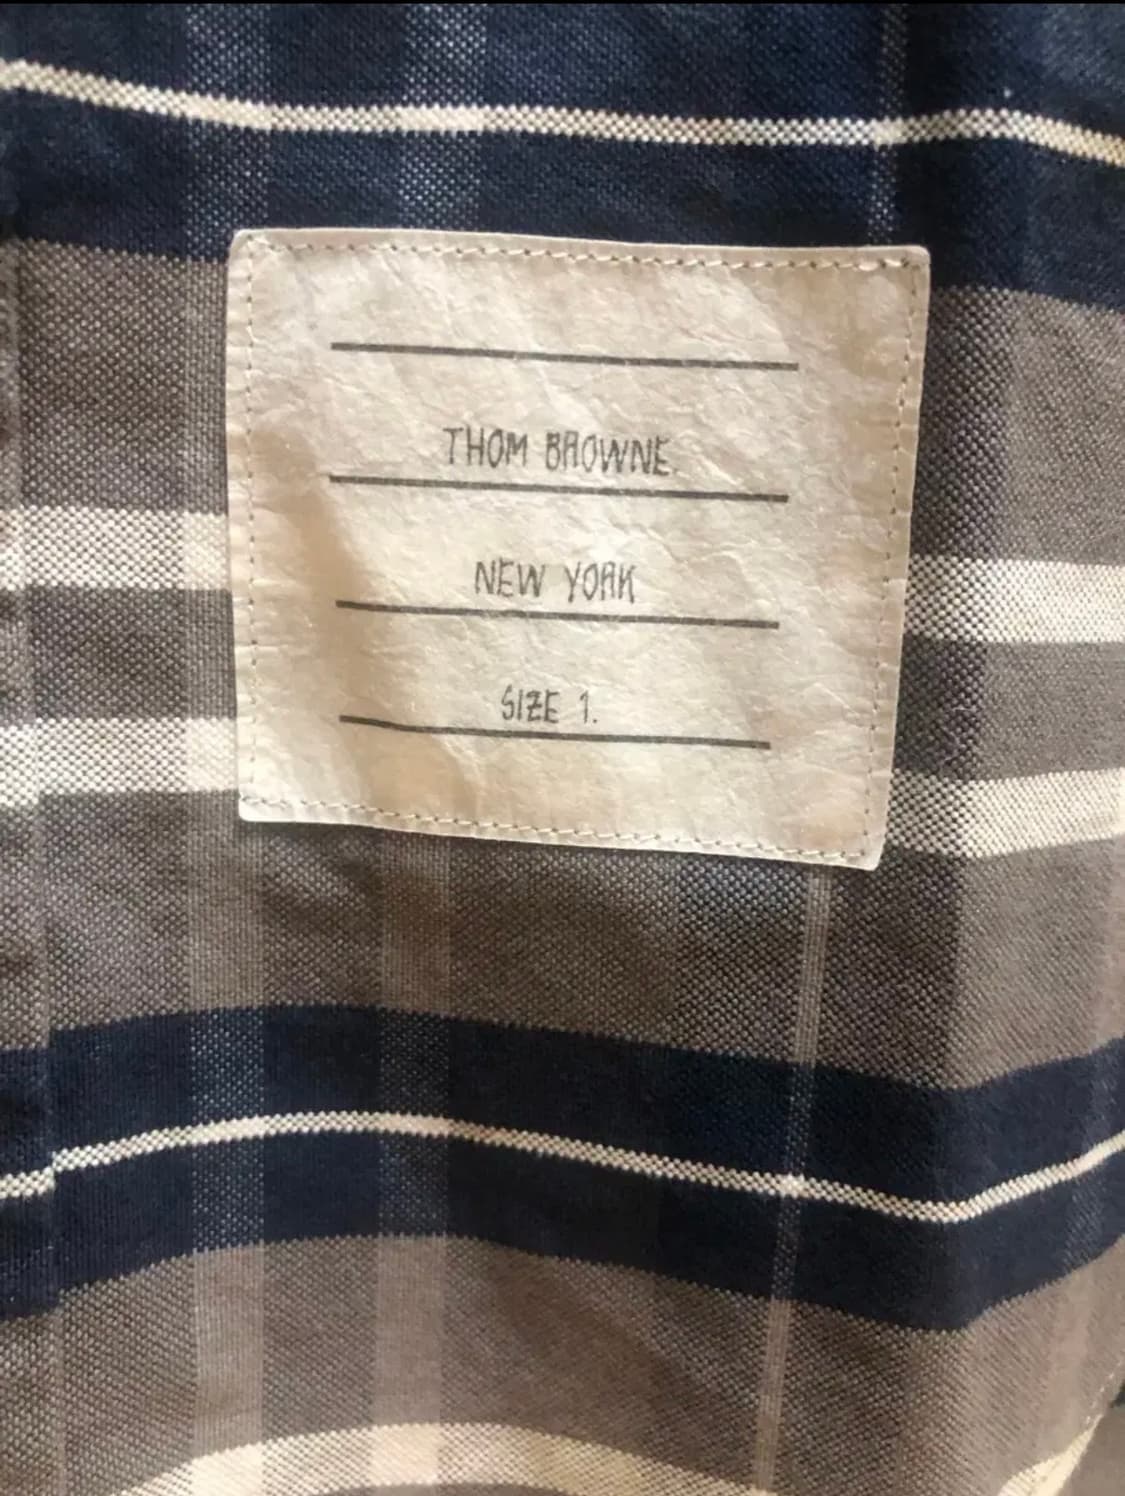 THOM BROWNE.
NEW YORK
SIZE 1.